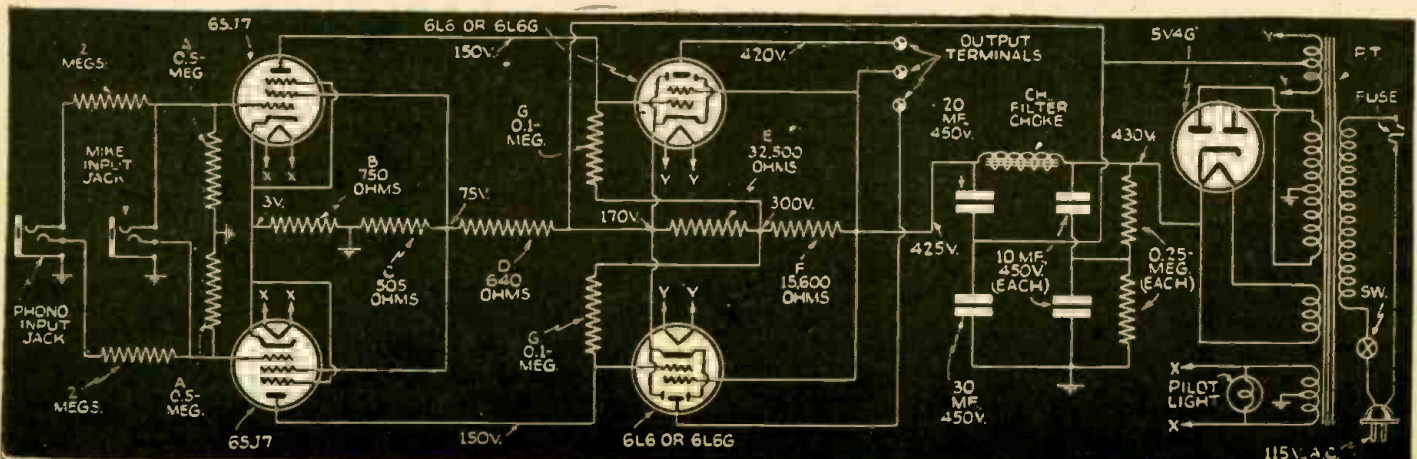 6SJ7
2
MEGS.
A
0.5-
MEG.
MIKE
INPUT
JACK
PHONO
INPUT
JACK
2
MEGS.
A
0.5-
MEG.
6SJ7
X X
3V.
B
750
OHMS
C
505
OHMS
75V.
D
640
OHMS
X X
6L6 OR 6L6G
150V.
150V.
G
0.1-
MEG.
G
0.1-
MEG.
Y Y
170V.
E
32,500
OHMS
300V.
F
15,600
OHMS
Y Y
6L6 OR 6L6G
420V.
OUTPUT
TERMINALS
20
MF.
450V.
CH.
FILTER
CHOKE
425V.
10 MF.
450V.
(EACH)
30
MF.
450V.
430V.
0.25-
MEG.
(EACH)
5V4G
Y
Y
P.T.
FUSE
SW.
X
PILOT
LIGHT
X
115V. A.C.